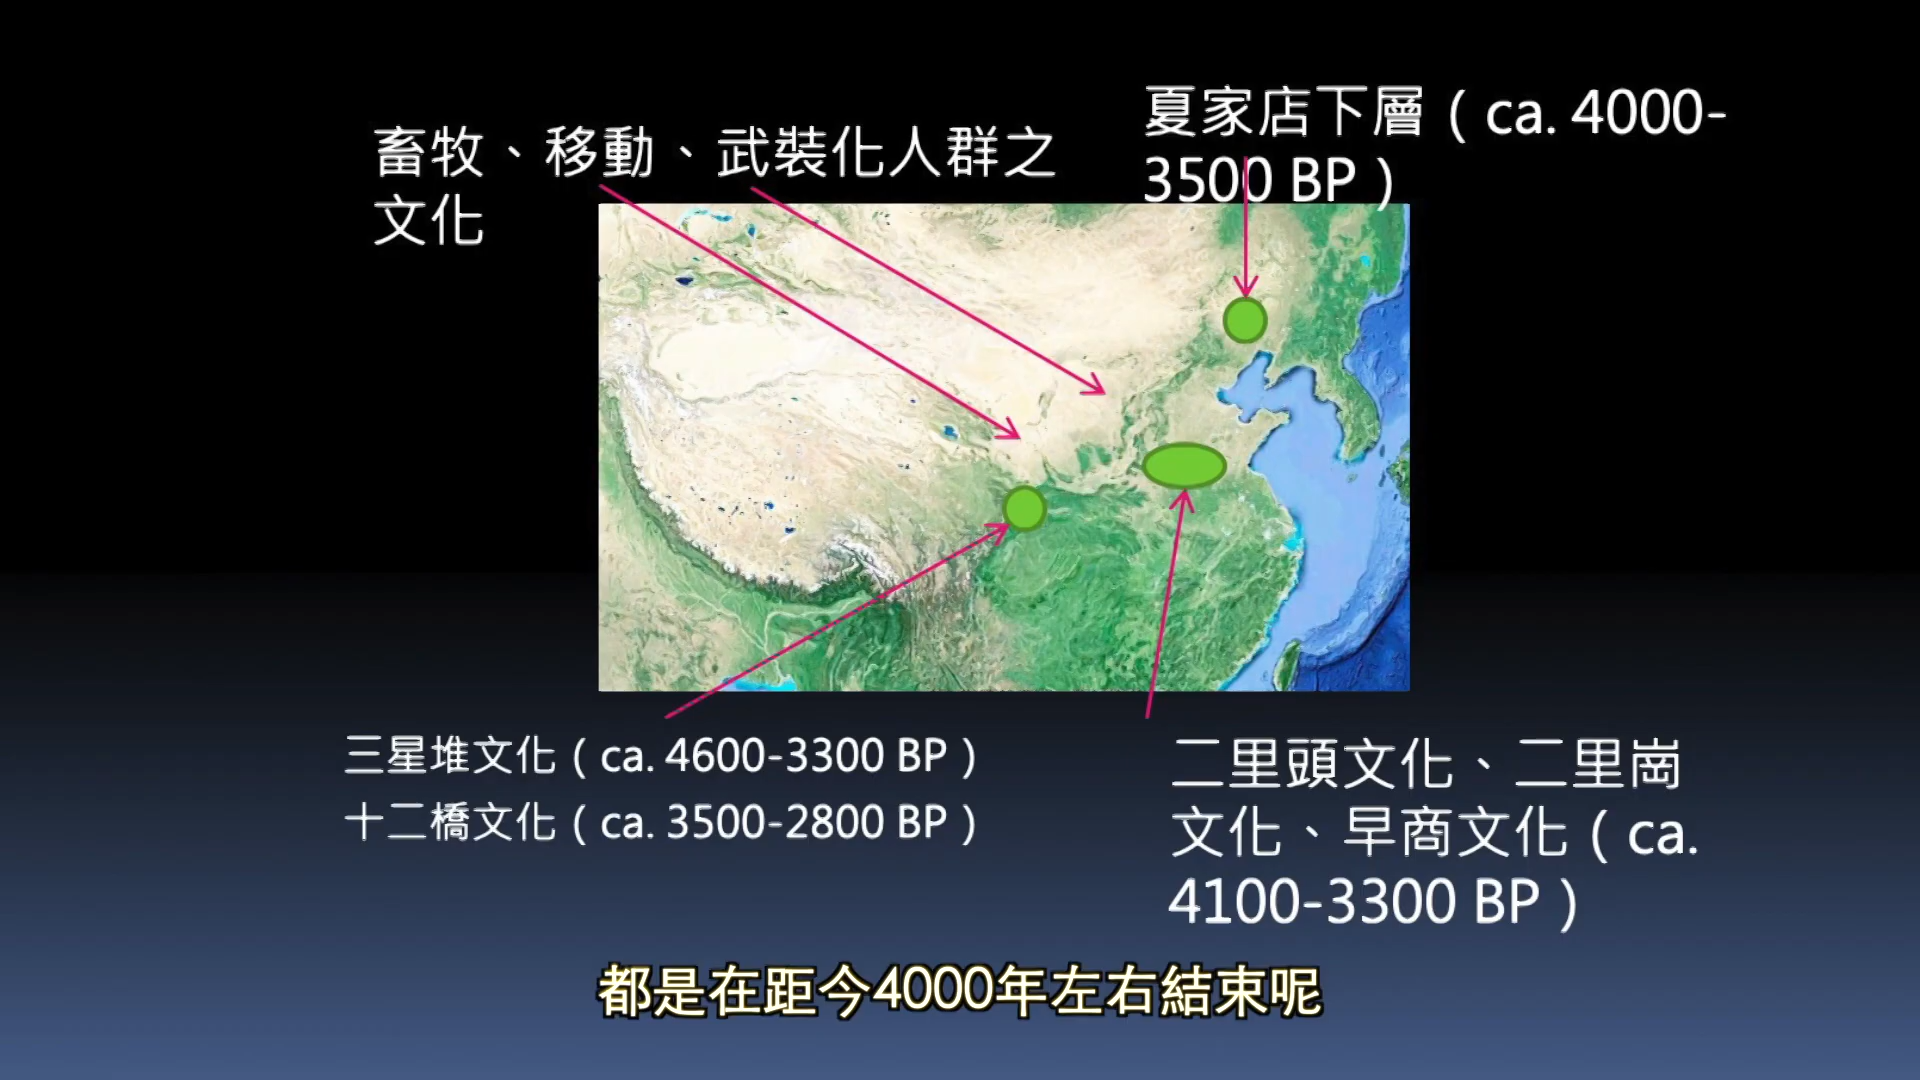 畜牧、移動、武裝化人群之
文化
夏家店下層（ca. 4000-
3500 BP）
三星堆文化（ca. 4600-3300 BP）
十二橋文化（ca. 3500-2800 BP）
二里頭文化、二里崗
文化、早商文化（ca.
4100-3300 BP）
都是在距今4000年左右結束呢